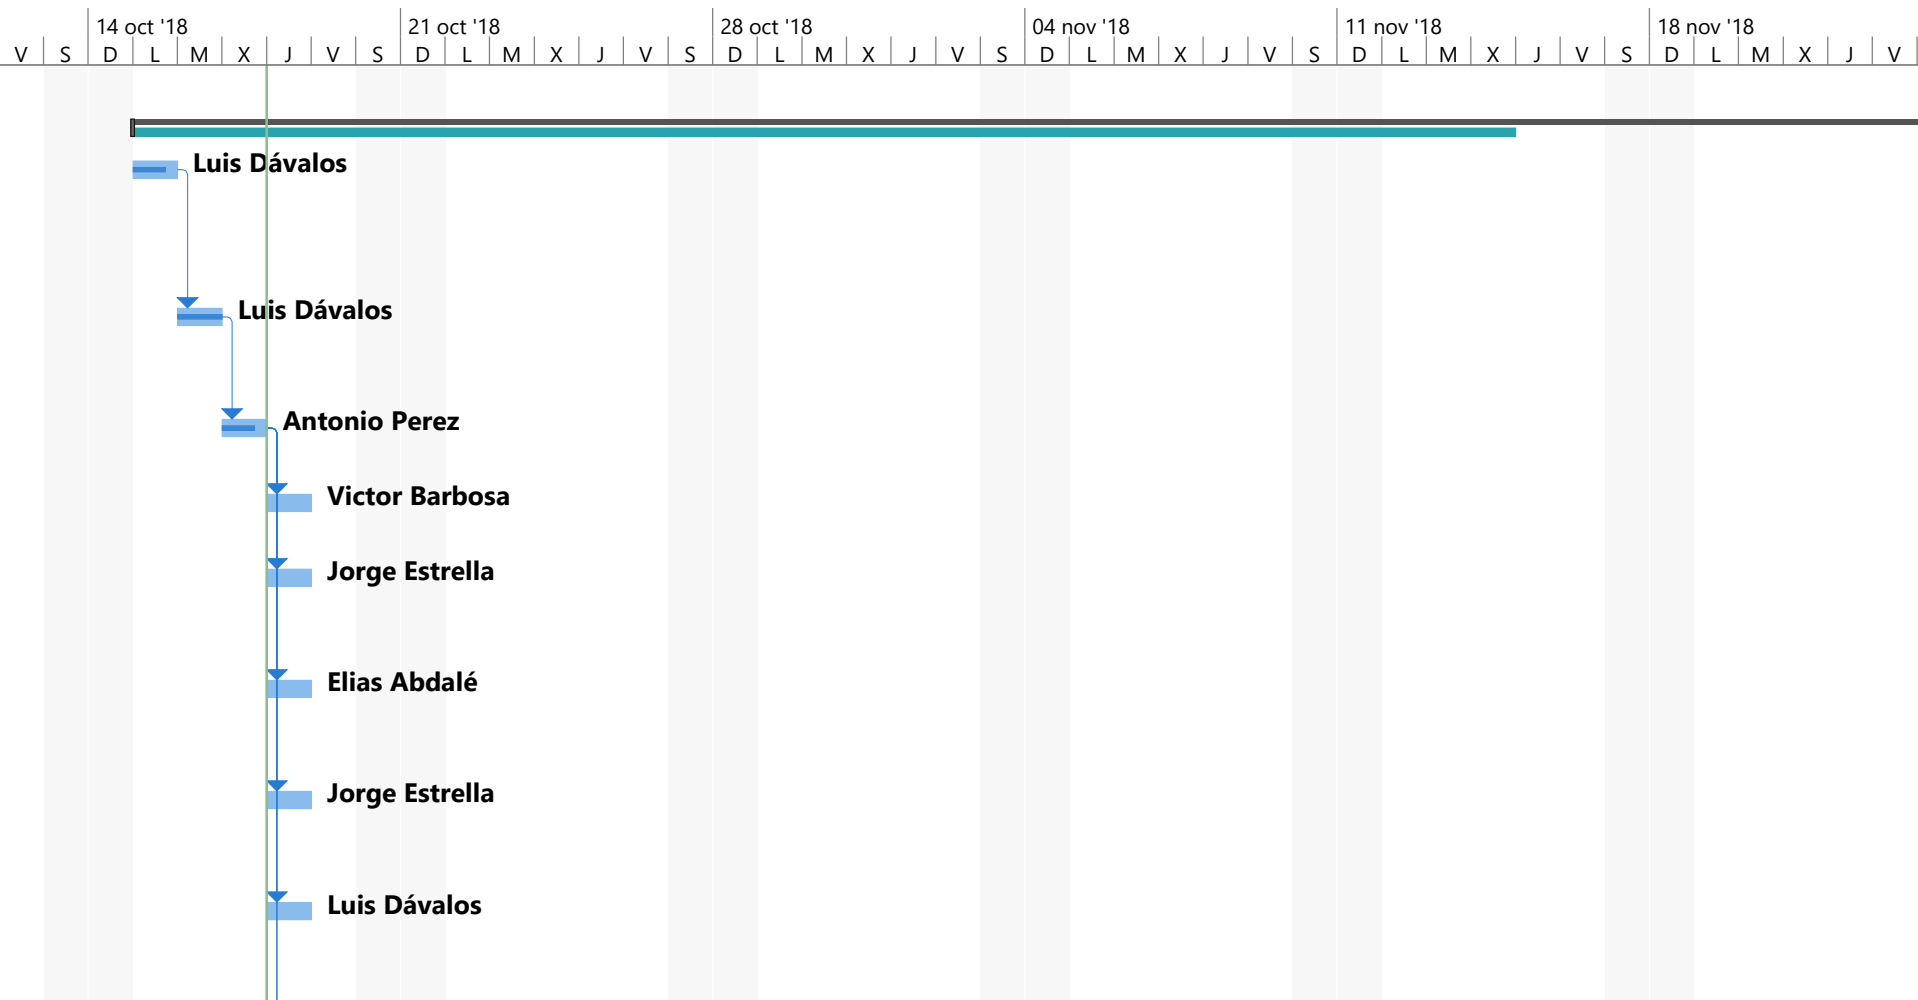 14 oct '18 21 oct '18 28 oct '18 04 nov '18 11 nov '18 18 nov '18
V S D L M X J V S D L M X J V S D L M X J V S D L M X J V S D L M X J V S D L M X J V
Luis Dávalos
Luis Dávalos
Antonio Perez
Victor Barbosa
Jorge Estrella
Elias Abdalé
Jorge Estrella
Luis Dávalos